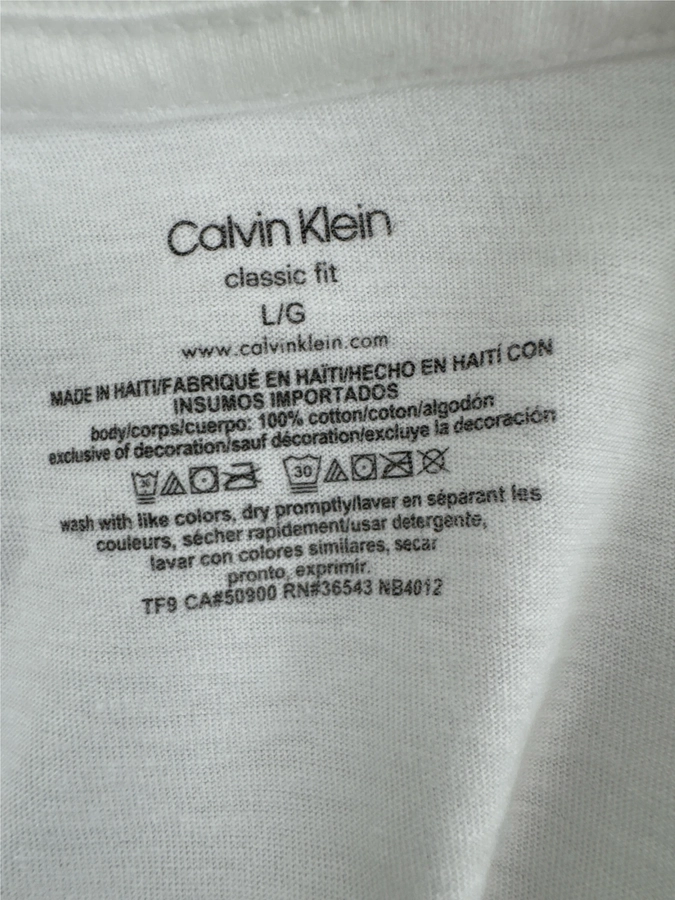 Calvin Klein
classic fit
L/G
www.calvinklein.com
MADE IN HAITI/FABRIQUÉ EN HAÏTI/HECHO EN HAITÍ CON
INSUMOS IMPORTADOS
body/corps/cuerpo: 100% cotton/coton/algodón
exclusive of decoration/sauf décoration/excluye la decoración
30 30
wash with like colors, dry promptly/laver en séparant les
couleurs, sécher rapidement/usar detergente,
lavar con colores similares, secar
pronto, exprimir.
TF9 CA#50900 RN#36543 NB4012